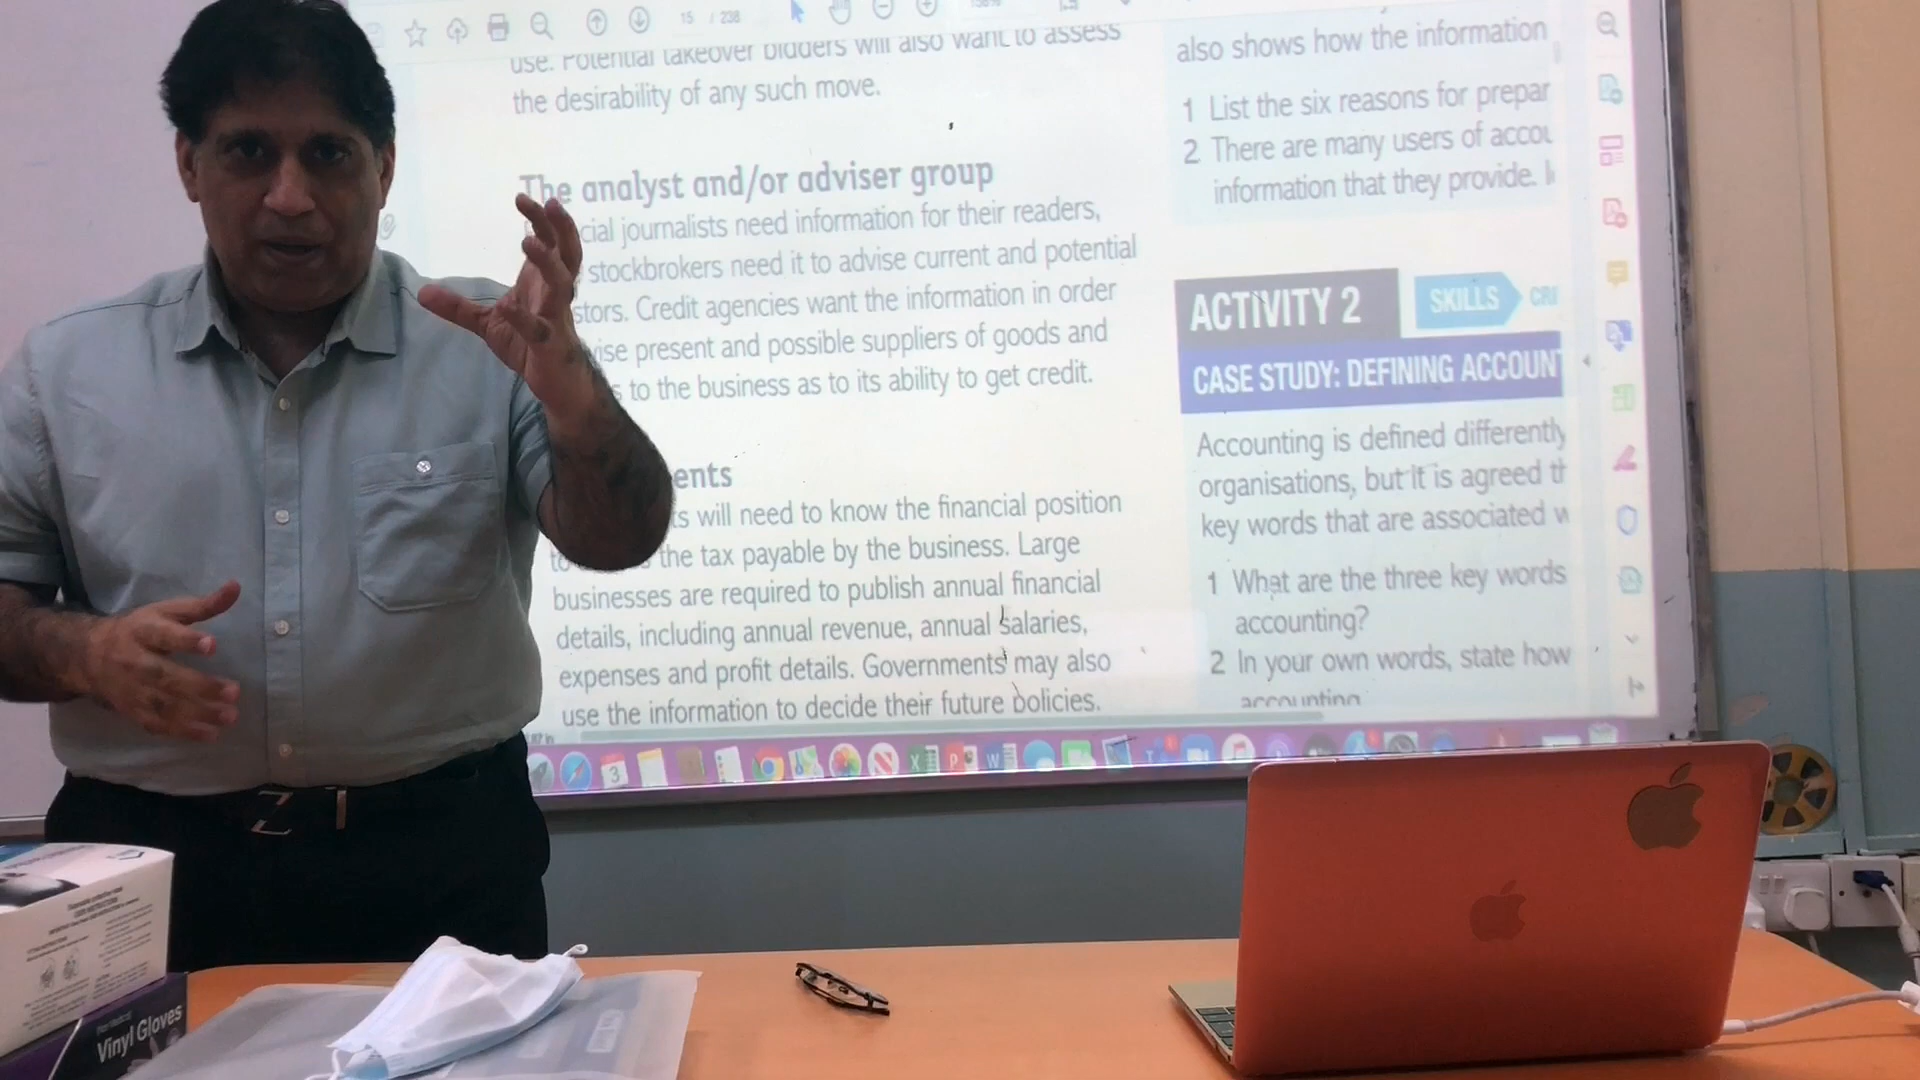 15 / 238
use. Potential takeover bidders will also want to assess
the desirability of any such move.
The analyst and/or adviser group
cial journalists need information for their readers,
stockbrokers need it to advise current and potential
stors. Credit agencies want the information in order
ise present and possible suppliers of goods and
s to the business as to its ability to get credit.
ents
ts will need to know the financial position
the tax payable by the business. Large
businesses are required to publish annual financial
details, including annual revenue, annual salaries,
expenses and profit details. Governments may also
use the information to decide their future policies.
also shows how the information
1 List the six reasons for prepar
2 There are many users of accou
information that they provide. I
ACTIVITY 2
SKILLS
CRI
CASE STUDY: DEFINING ACCOUNT
Accounting is defined differently
organisations, but it is agreed th
key words that are associated w
1 What are the three key words
accounting?
2 In your own words, state how
accounting
3
Vinyl Gloves